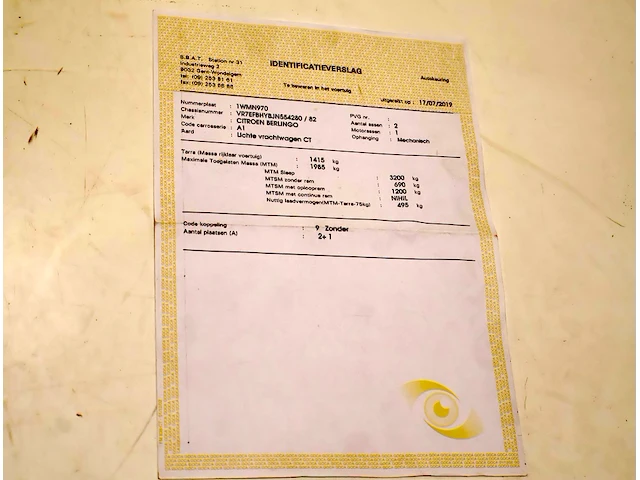 S.B.A.T. Station nr 31
Industrieweg 3
9032 Gent-Wondelgem
tel: (09) 253 81 61
fax: (09) 253 88 88
IDENTIFICATIEVERSLAG
Te bewaren in het voertuig
Autokeuring
uitgereikt op : 17/07/2019
Nummerplaat : 1WMN970
Chassisnummer : VR7EFBHYBJN554280 / 82
Merk : CITROEN BERLINGO
Code carrosserie : A1
Aard : Lichte vrachtwagen CT
PVG nr. :
Aantal assen : 2
Motorassen : 1
Ophanging : Mechanisch
Tarra (Massa rijklaar voertuig) : 1415 kg
Maximale Toegelaten Massa (MTM) : 1985 kg
MTM Sleep :
MTSM zonder rem : 3200 kg
MTSM met oplooprem : 690 kg
MTSM met continue rem : 1200 kg
NIHIL
Nuttig laadvermogen(MTM-Tarra-75kg) : 495 kg
Code koppeling : 9 Zonder
Aantal plaatsen (A) : 2+ 1